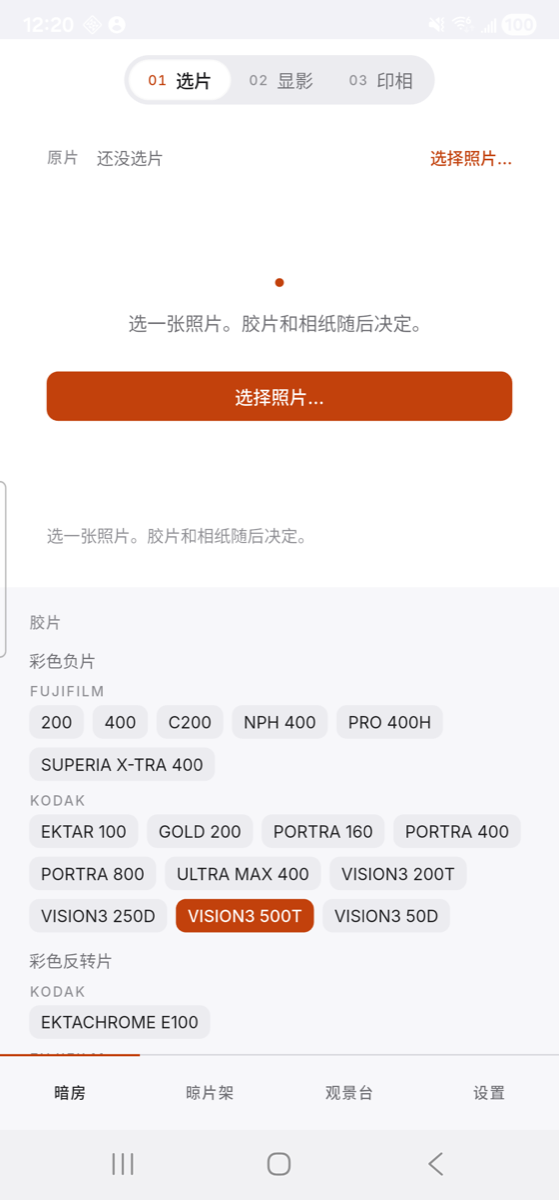 12:20 100
01 选片 02 显影 03 印相
原片 还没选片 选择照片...
选一张照片。胶片和相纸随后决定。
选择照片...
选一张照片。胶片和相纸随后决定。
胶片
彩色负片
FUJIFILM
200 400 C200 NPH 400 PRO 400H
SUPERIA X-TRA 400
KODAK
EKTAR 100 GOLD 200 PORTRA 160 PORTRA 400
PORTRA 800 ULTRA MAX 400 VISION3 200T
VISION3 250D VISION3 500T VISION3 50D
彩色反转片
KODAK
EKTACHROME E100
暗房 晾片架 观景台 设置